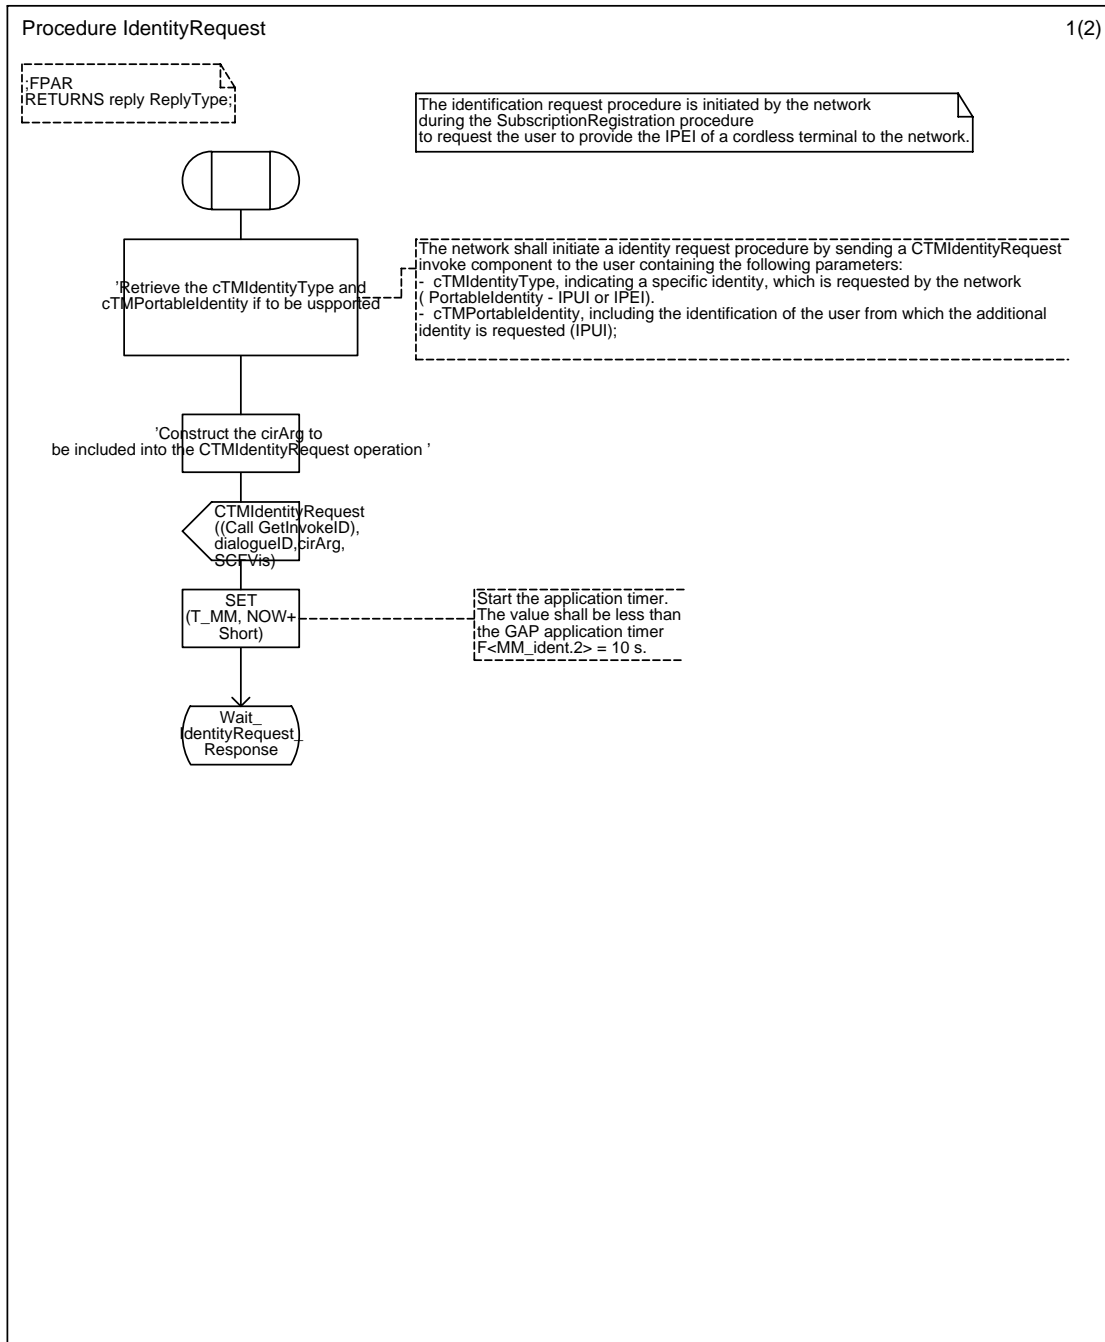 Procedure IdentityRequest
1(2)
;FPAR
RETURNS reply ReplyType;
The identification request procedure is initiated by the network
during the SubscriptionRegistration procedure
to request the user to provide the IPEI of a cordless terminal to the network.
'Retrieve the cTMIdentityType and
cTMPortableIdentity if to be uspported
The network shall initiate a identity request procedure by sending a CTMIdentityRequest
invoke component to the user containing the following parameters:
- cTMIdentityType, indicating a specific identity, which is requested by the network
( PortableIdentity - IPUI or IPEI).
- cTMPortableIdentity, including the identification of the user from which the additional
identity is requested (IPUI);
'Construct the cirArg to
be included into the CTMIdentityRequest operation '
CTMIdentityRequest
((Call GetInvokeID),
dialogueID,cirArg,
SCFVis)
SET
(T_MM, NOW+
Short)
Start the application timer.
The value shall be less than
the GAP application timer
F<MM_ident.2> = 10 s.
Wait_
IdentityRequest_
Response